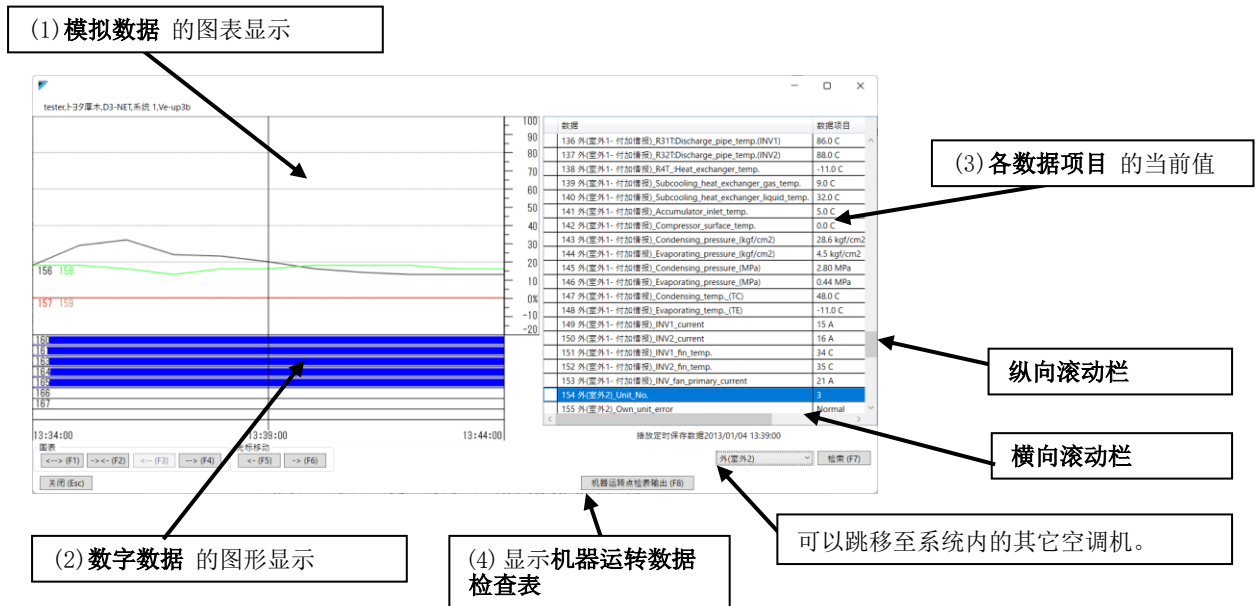 (1)模拟数据 的图表显示
tester,トヨタ厚木,D3-NET,系统 1,Ve-up3b
100
90
80
70
60
50
40
30
20
10
0%
-10
-20
156 158
157 159
160
161
163
164
165
166
167
13:34:00 13:39:00 13:44:00
数据 数据项目
136 外(室外1- 付加情报)_R31T:Discharge_pipe_temp.(INV1) 86.0 C
137 外(室外1- 付加情报)_R32T:Discharge_pipe_temp.(INV2) 88.0 C
138 外(室外1- 付加情报)_R4T_:Heat_exchanger_temp. -11.0 C
139 外(室外1- 付加情报)_Subcooling_heat_exchanger_gas_temp. 9.0 C
140 外(室外1- 付加情报)_Subcooling_heat_exchanger_liquid_temp. 32.0 C
141 外(室外1- 付加情报)_Accumulator_inlet_temp. 5.0 C
142 外(室外1- 付加情报)_Compressor_surface_temp. 0.0 C
143 外(室外1- 付加情报)_Condensing_pressure_(kgf/cm2) 28.6 kgf/cm2
144 外(室外1- 付加情报)_Evaporating_pressure_(kgf/cm2) 4.5 kgf/cm2
145 外(室外1- 付加情报)_Condensing_pressure_(MPa) 2.80 MPa
146 外(室外1- 付加情报)_Evaporating_pressure_(MPa) 0.44 MPa
147 外(室外1- 付加情报)_Condensing_temp._(TC) 48.0 C
148 外(室外1- 付加情报)_Evaporating_temp._(TE) -11.0 C
149 外(室外1- 付加情报)_INV1_current 15 A
150 外(室外1- 付加情报)_INV2_current 16 A
151 外(室外1- 付加情报)_INV1_fin_temp. 34 C
152 外(室外1- 付加情报)_INV2_fin_temp. 35 C
153 外(室外1- 付加情报)_INV_fan_primary_current 21 A
154 外(室外2)_Unit_No. 3
155 外(室外2)_Own_unit_error Normal
播放定时保存数据2013/01/04 13:39:00
图表 光标移动
<--> (F1) -><- (F2) <-- (F3) --> (F4) <- (F5) -> (F6)
外(室外2) 检索 (F7)
关闭 (Esc) 机器运转点检表输出 (F8)
(3)各数据项目 的当前值
纵向滚动栏
横向滚动栏
可以跳移至系统内的其它空调机。
(2)数字数据 的图形显示
(4) 显示机器运转数据
检查表